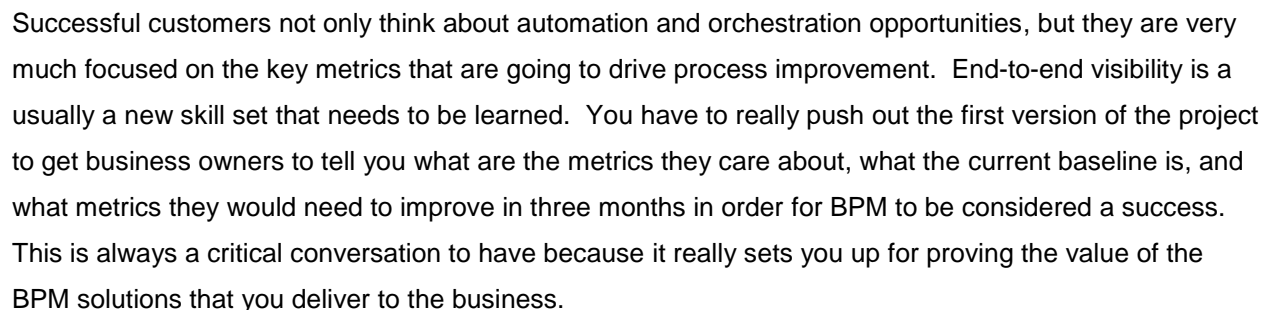 Successful customers not only think about automation and orchestration opportunities, but they are very
much focused on the key metrics that are going to drive process improvement.  End-to-end visibility is a
usually a new skill set that needs to be learned.  You have to really push out the first version of the project
to get business owners to tell you what are the metrics they care about, what the current baseline is, and
what metrics they would need to improve in three months in order for BPM to be considered a success.
This is always a critical conversation to have because it really sets you up for proving the value of the
BPM solutions that you deliver to the business.